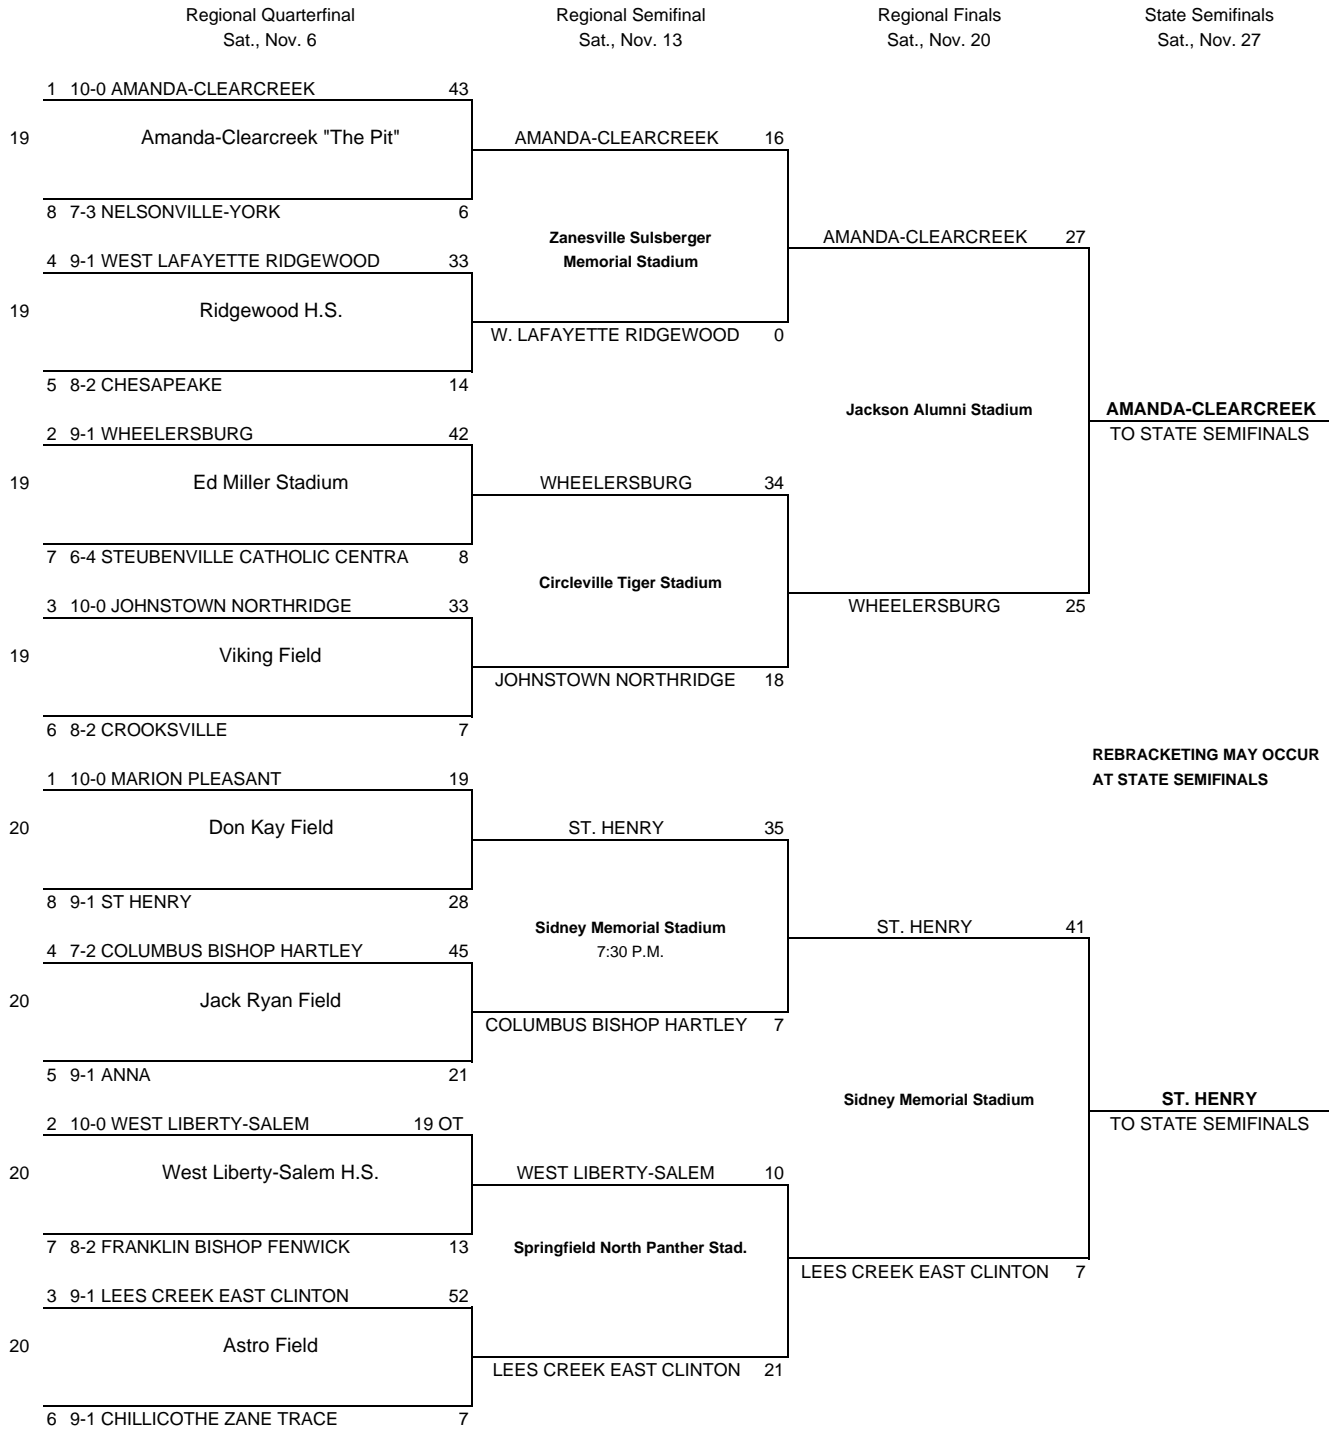 Regional Quarterfinal Regional Semifinal Regional Finals State Semifinals
Sat., Nov. 6 Sat., Nov. 13 Sat., Nov. 20 Sat., Nov. 27
1 10-0 AMANDA-CLEARCREEK 43
19 Amanda-Clearcreek "The Pit" AMANDA-CLEARCREEK 16
8 7-3 NELSONVILLE-YORK 6
Zanesville Sulsberger AMANDA-CLEARCREEK 27
4 9-1 WEST LAFAYETTE RIDGEWOOD 33 Memorial Stadium
19 Ridgewood H.S.
W. LAFAYETTE RIDGEWOOD 0
5 8-2 CHESAPEAKE 14
Jackson Alumni Stadium AMANDA-CLEARCREEK
2 9-1 WHEELERSBURG 42 TO STATE SEMIFINALS
19 Ed Miller Stadium WHEELERSBURG 34
7 6-4 STEUBENVILLE CATHOLIC CENTRA 8
Circleville Tiger Stadium
3 10-0 JOHNSTOWN NORTHRIDGE 33 WHEELERSBURG 25
19 Viking Field
JOHNSTOWN NORTHRIDGE 18
6 8-2 CROOKSVILLE 7
REBRACKETING MAY OCCUR
1 10-0 MARION PLEASANT 19 AT STATE SEMIFINALS
20 Don Kay Field ST. HENRY 35
8 9-1 ST HENRY 28
Sidney Memorial Stadium ST. HENRY 41
4 7-2 COLUMBUS BISHOP HARTLEY 45 7:30 P.M.
20 Jack Ryan Field
COLUMBUS BISHOP HARTLEY 7
5 9-1 ANNA 21
Sidney Memorial Stadium ST. HENRY
2 10-0 WEST LIBERTY-SALEM 19 OT TO STATE SEMIFINALS
20 West Liberty-Salem H.S. WEST LIBERTY-SALEM 10
7 8-2 FRANKLIN BISHOP FENWICK 13 Springfield North Panther Stad.
LEES CREEK EAST CLINTON 7
3 9-1 LEES CREEK EAST CLINTON 52
20 Astro Field
LEES CREEK EAST CLINTON 21
6 9-1 CHILLICOTHE ZANE TRACE 7